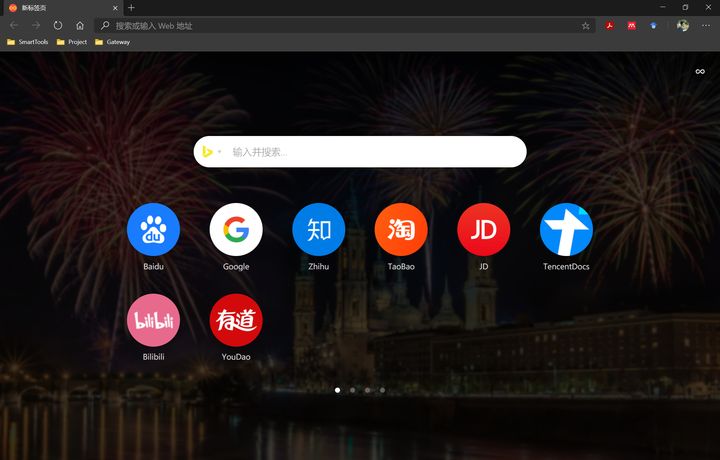 新标签页
搜索或输入 Web 地址
SmartTools Project Gateway
输入并搜索...
du 知 淘 JD
Baidu Google Zhihu TaoBao JD TencentDocs
bilibili 有道
Bilibili YouDao